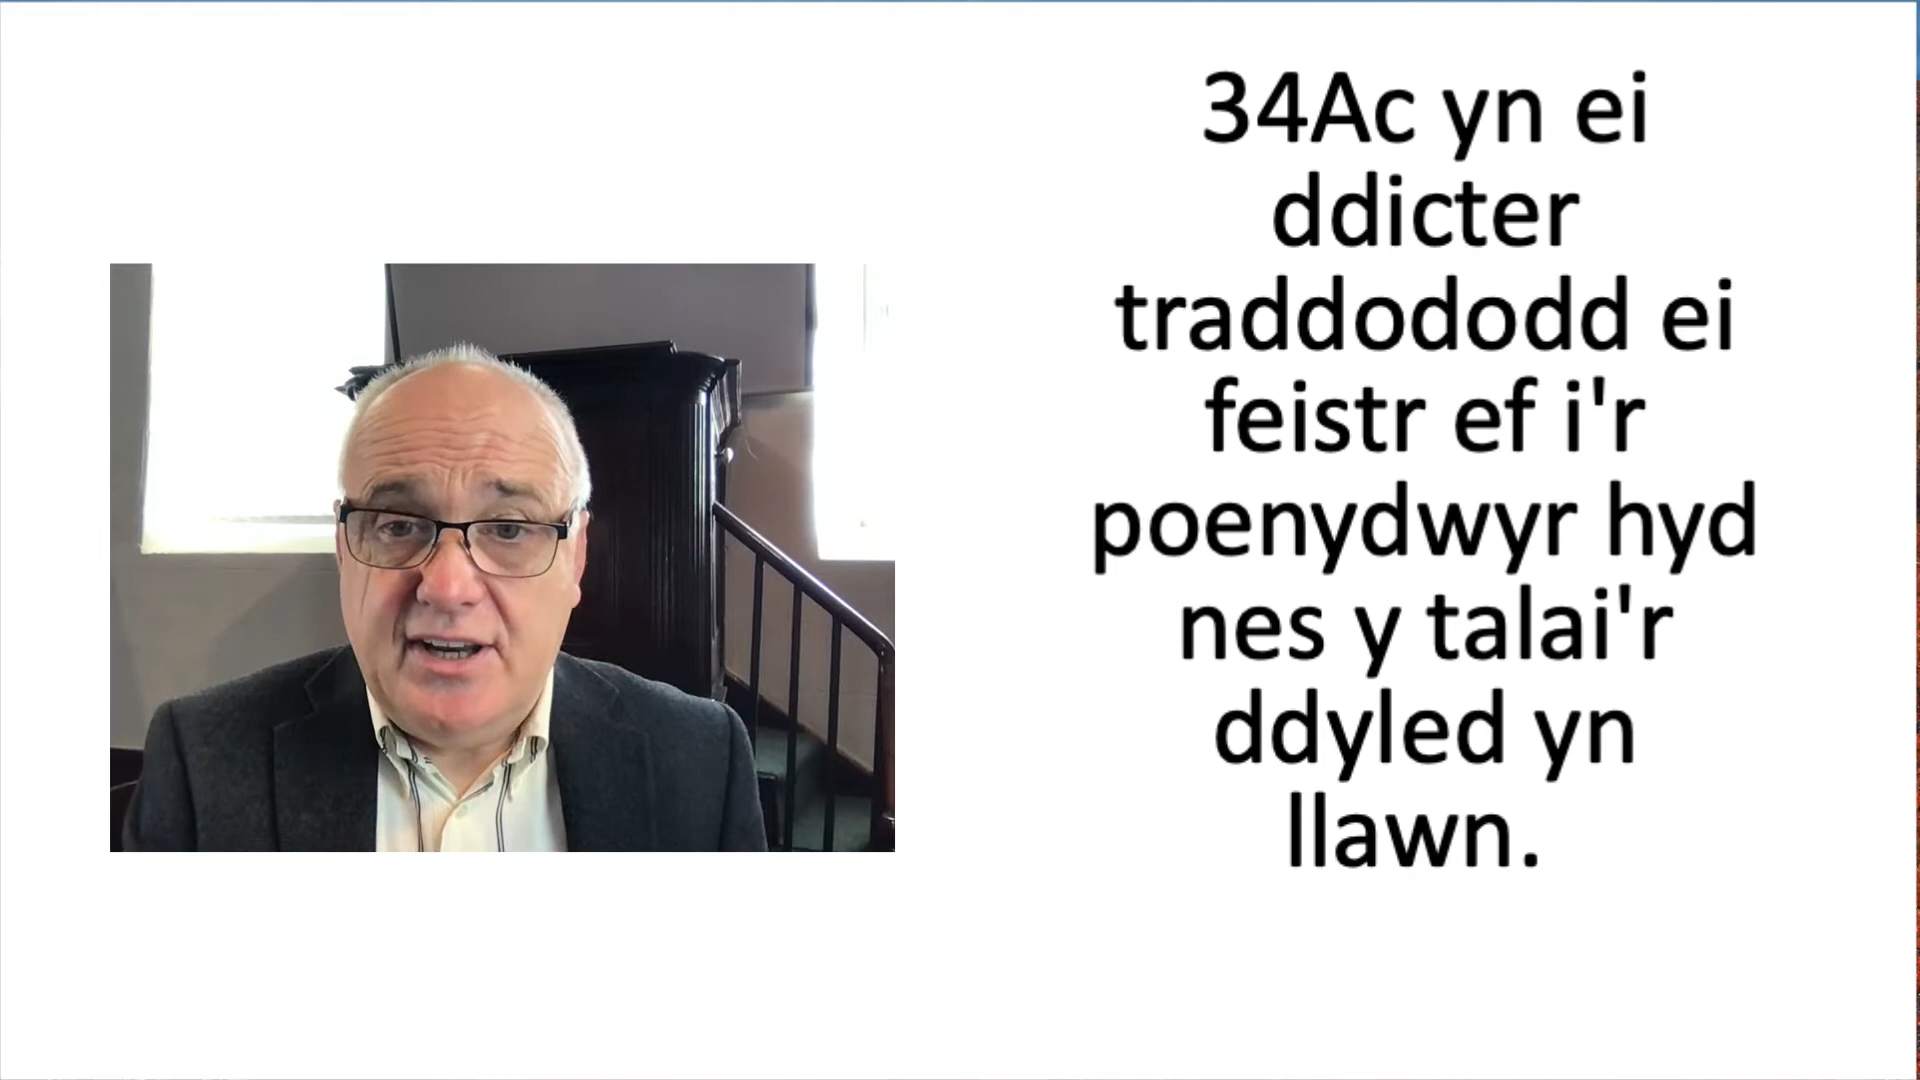 34Ac yn ei
ddicter
traddododd ei
feistr ef i'r
poenydwyr hyd
nes y talai'r
ddyled yn
llawn.